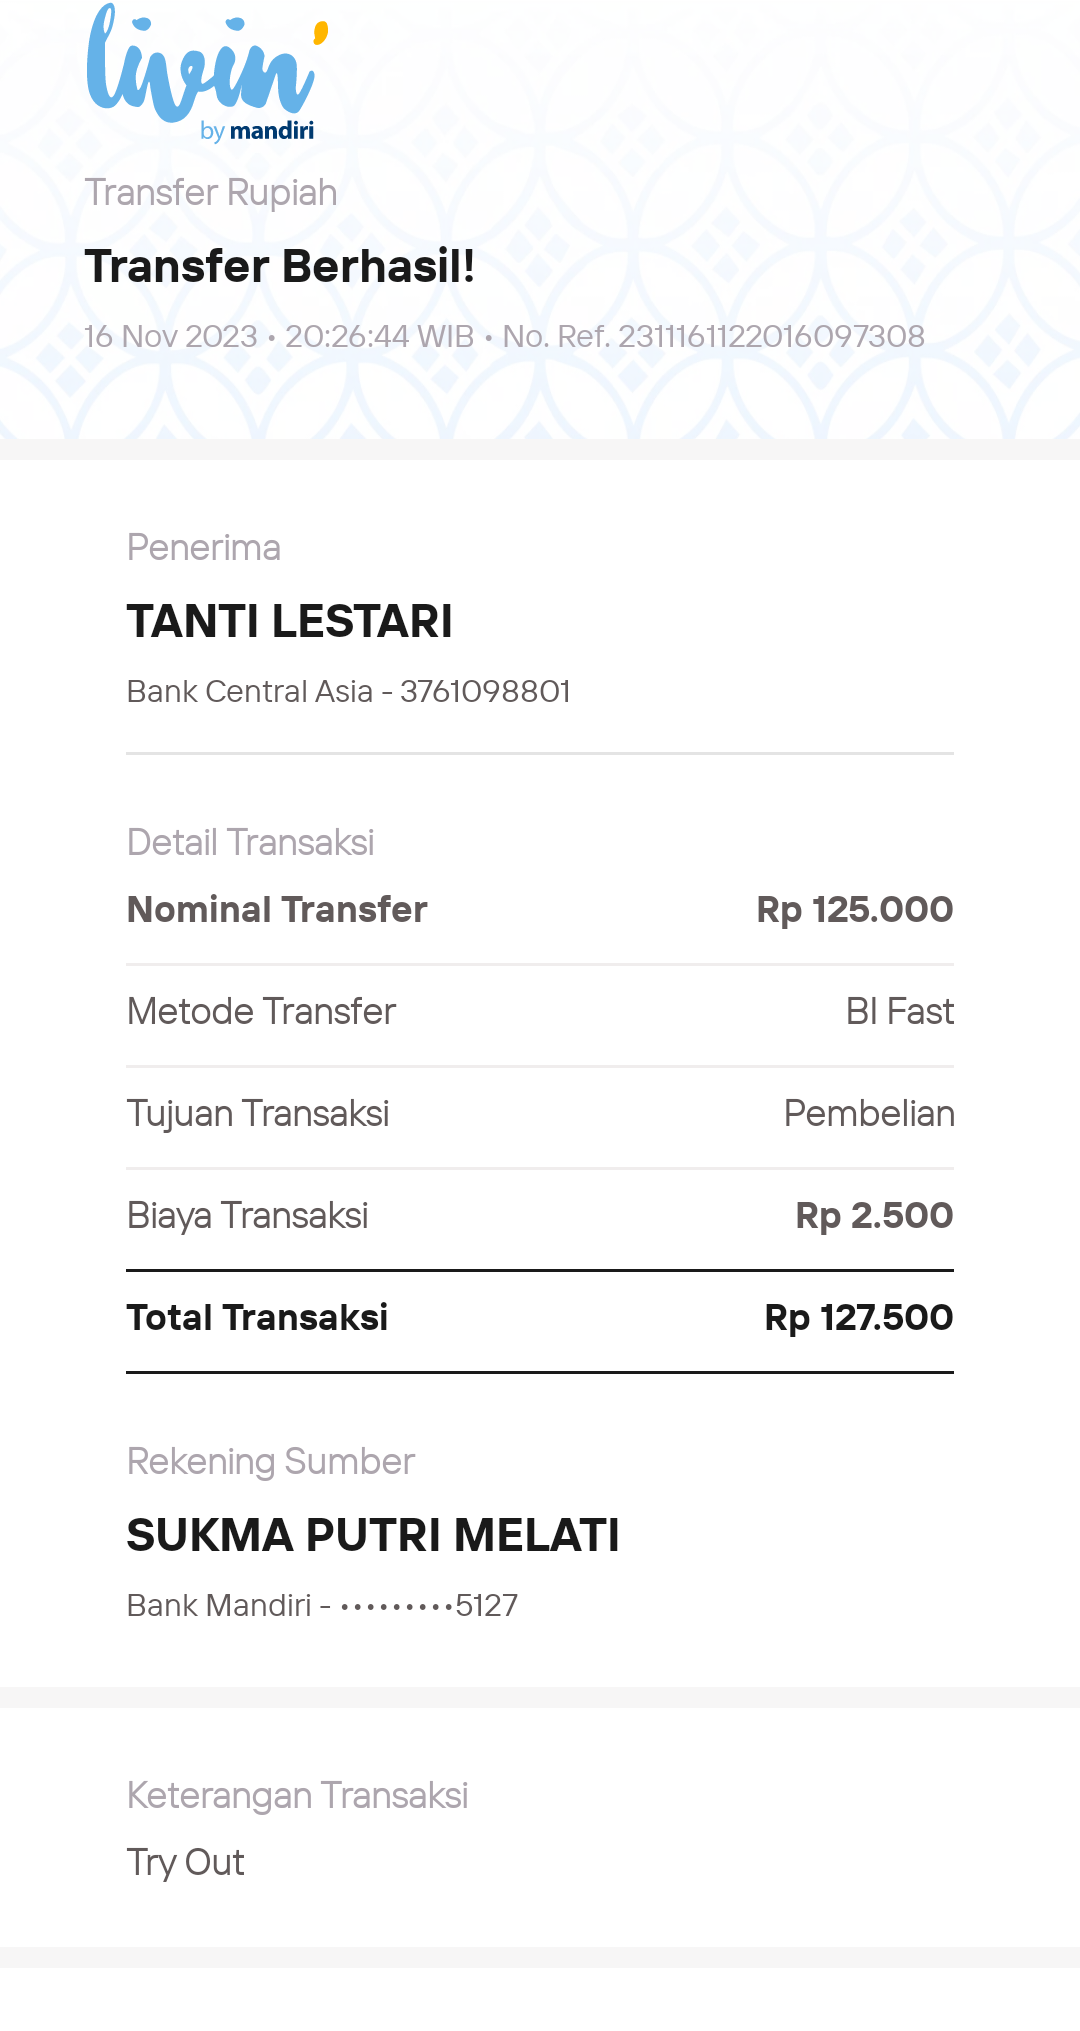 livin'
by mandiri
Transfer Rupiah
Transfer Berhasil!
16 Nov 2023 • 20:26:44 WIB • No. Ref. 2311161122016097308
Penerima
TANTI LESTARI
Bank Central Asia - 3761098801
Detail Transaksi
Nominal Transfer Rp 125.000
Metode Transfer BI Fast
Tujuan Transaksi Pembelian
Biaya Transaksi Rp 2.500
Total Transaksi Rp 127.500
Rekening Sumber
SUKMA PUTRI MELATI
Bank Mandiri - •••••••••5127
Keterangan Transaksi
Try Out